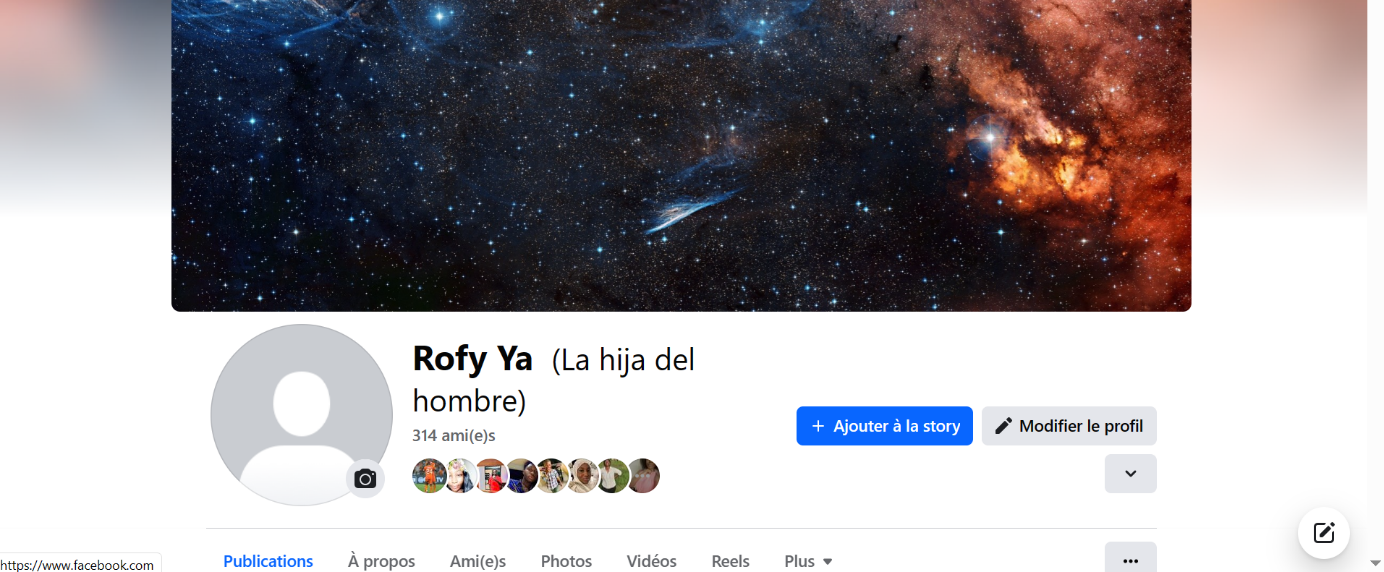 Rofy Ya (La hija del
hombre)
314 ami(e)s
+ Ajouter à la story
Modifier le profil
Publications
À propos
Ami(e)s
Photos
Vidéos
Reels
Plus
https://www.facebook.com